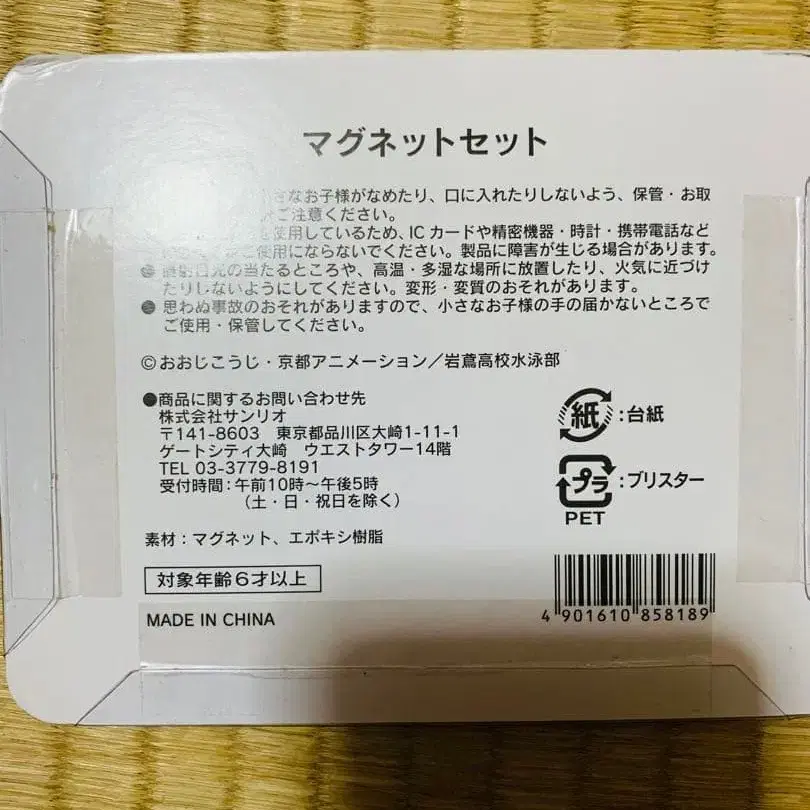 マグネットセット
さなお子様がなめたり、口に入れたりしないよう、保管・お取
ご注意ください。
使用しているため、ICカードや精密機器・時計・携帯電話など
ご使用にならないでください。製品に障害が生じる場合があります。
● 直射日光の当たるところや、高温・多湿な場所に放置したり、火気に近づけ
たりしないようにしてください。変形・変質のおそれがあります。
● 思わぬ事故のおそれがありますので、小さなお子様の手の届かないところで
ご使用・保管してください。
©おおじこうじ・京都アニメーション／岩鳶高校水泳部
●商品に関するお問い合わせ先
株式会社サンリオ
〒141-8603 東京都品川区大崎1-11-1
ゲートシティ大崎 ウエストタワー14階
TEL 03-3779-8191
受付時間：午前10時〜午後5時
（土・日・祝日を除く）
素材：マグネット、エポキシ樹脂
対象年齢6才以上
MADE IN CHINA
紙：台紙
プラ：ブリスター
PET
4 901610 858189